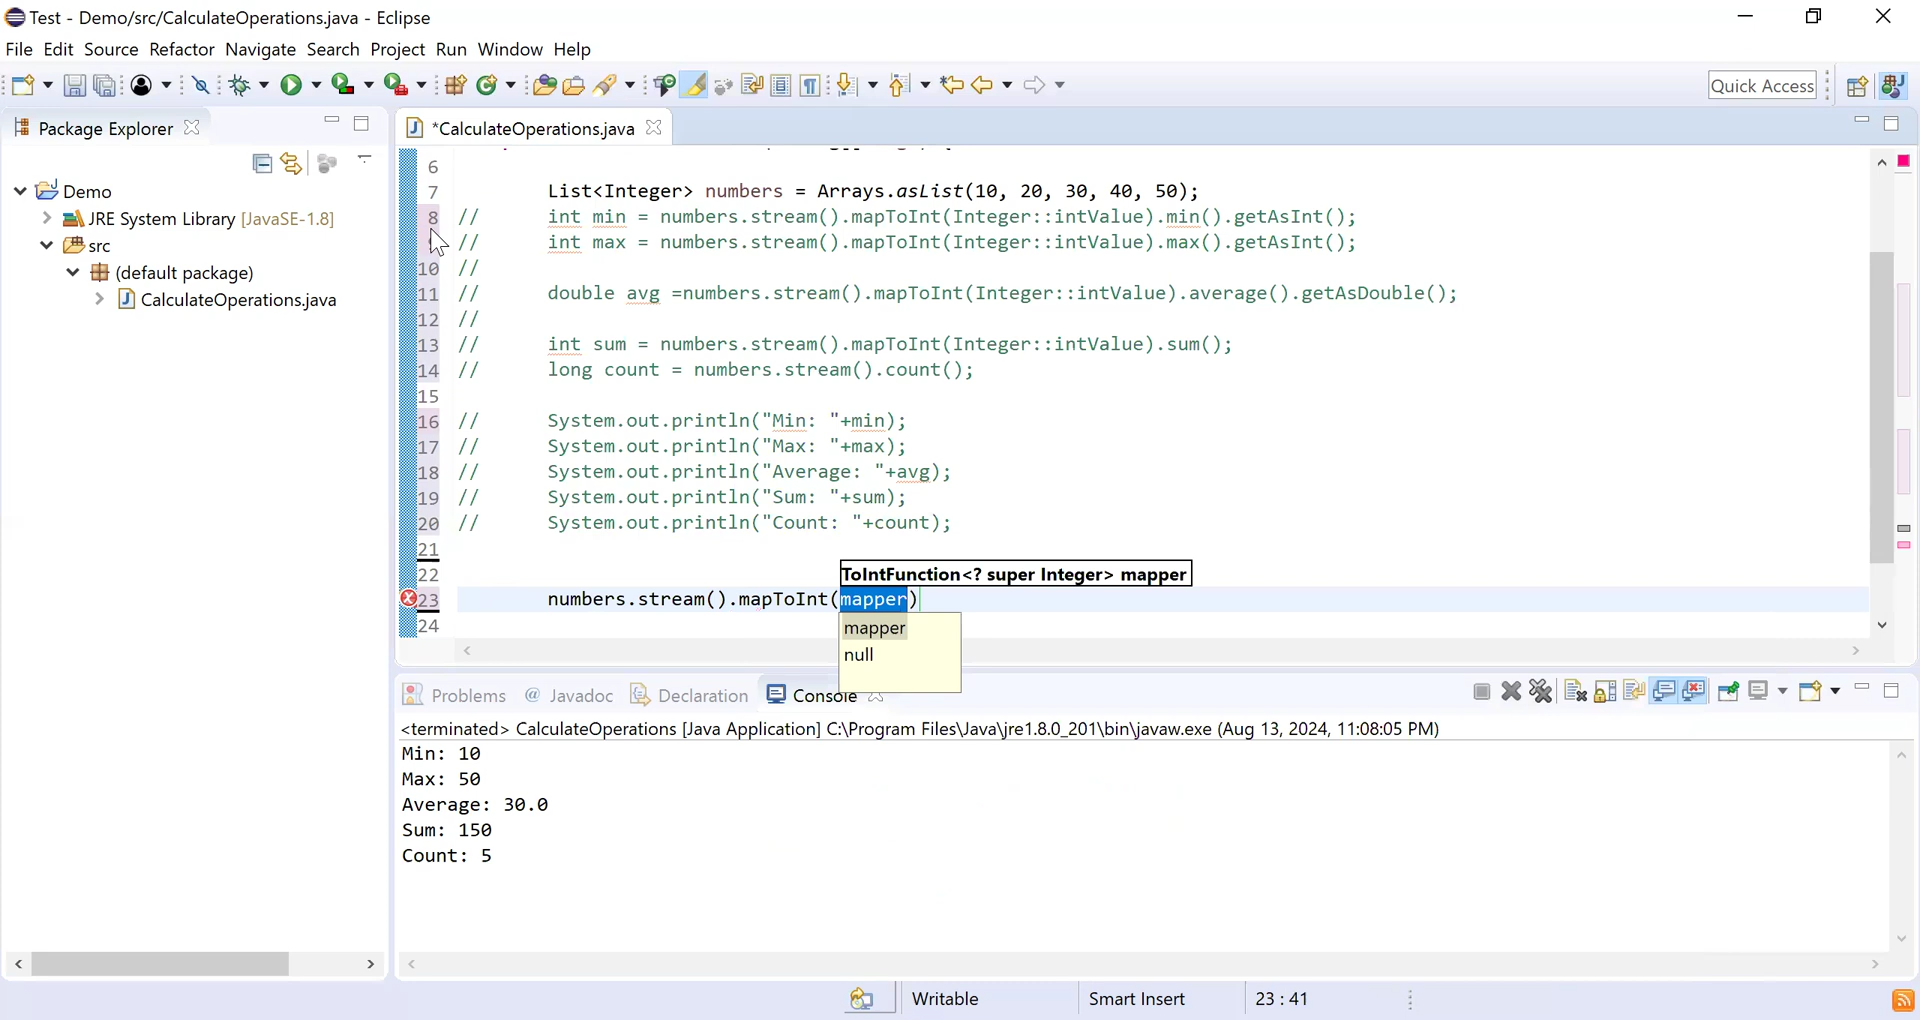 Test - Demo/src/CalculateOperations.java - Eclipse
File Edit Source Refactor Navigate Search Project Run Window Help
Quick Access
Package Explorer
*CalculateOperations.java
Demo
JRE System Library [JavaSE-1.8]
src
(default package)
CalculateOperations.java
6
7 List<Integer> numbers = Arrays.asList(10, 20, 30, 40, 50);
8 // int min = numbers.stream().mapToInt(Integer::intValue).min().getAsInt();
// int max = numbers.stream().mapToInt(Integer::intValue).max().getAsInt();
10 //
11 // double avg =numbers.stream().mapToInt(Integer::intValue).average().getAsDouble();
12 //
13 // int sum = numbers.stream().mapToInt(Integer::intValue).sum();
14 // long count = numbers.stream().count();
15
16 // System.out.println("Min: "+min);
17 // System.out.println("Max: "+max);
18 // System.out.println("Average: "+avg);
19 // System.out.println("Sum: "+sum);
20 // System.out.println("Count: "+count);
21
22
ToIntFunction<? super Integer> mapper
23 numbers.stream().mapToInt(mapper)
24
mapper
null
Problems @ Javadoc Declaration Console
<terminated> CalculateOperations [Java Application] C:\Program Files\Java\jre1.8.0_201\bin\javaw.exe (Aug 13, 2024, 11:08:05 PM)
Min: 10
Max: 50
Average: 30.0
Sum: 150
Count: 5
Writable Smart Insert 23 : 41